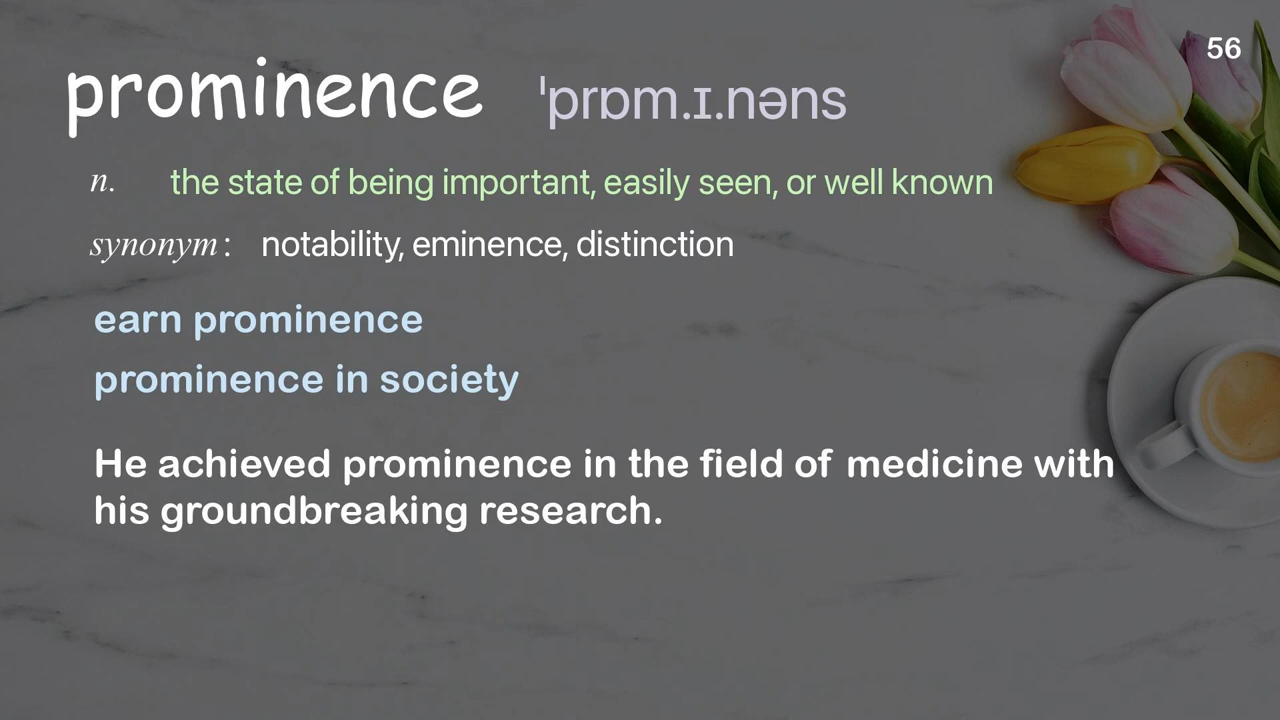 56
prominence ˈprɒm.ɪ.nəns
n. the state of being important, easily seen, or well known
synonym: notability, eminence, distinction
earn prominence
prominence in society
He achieved prominence in the field of medicine with
his groundbreaking research.